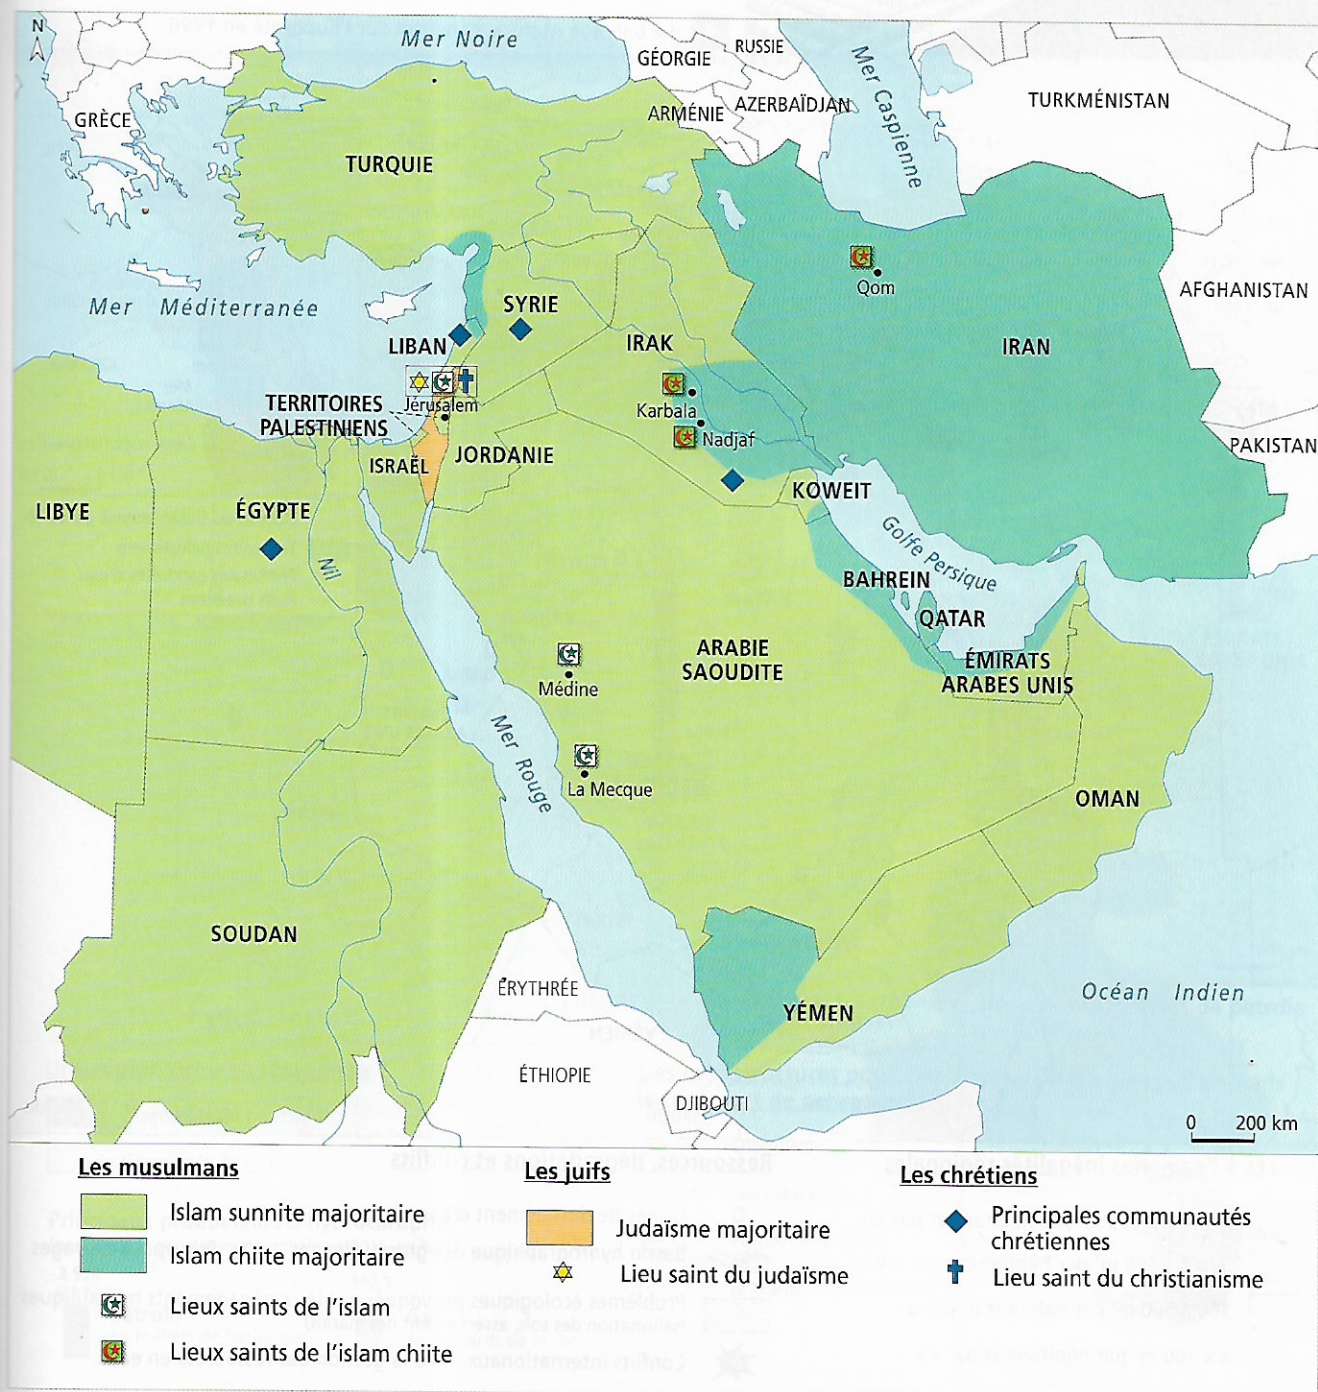 N
Mer Noire
GÉORGIE
RUSSIE
Mer Caspienne
GRÈCE
ARMÉNIE
AZERBAÏDJAN
TURKMÉNISTAN
TURQUIE
Qom
AFGHANISTAN
Mer Méditerranée
SYRIE
LIBAN
IRAK
IRAN
TERRITOIRES
PALESTINIENS
Jérusalem
Karbala
Nadjaf
PAKISTAN
ISRAËL
JORDANIE
KOWEIT
LIBYE
ÉGYPTE
Nil
Golfe Persique
BAHREIN
QATAR
ARABIE
SAOUDITE
ÉMIRATS
ARABES UNIS
Médine
Mer Rouge
La Mecque
OMAN
SOUDAN
ÉRYTHRÉE
YÉMEN
Océan Indien
ÉTHIOPIE
DJIBOUTI
0 200 km
Les musulmans
Islam sunnite majoritaire
Islam chiite majoritaire
Lieux saints de l'islam
Lieux saints de l'islam chiite
Les juifs
Judaïsme majoritaire
Lieu saint du judaïsme
Les chrétiens
Principales communautés
chrétiennes
Lieu saint du christianisme